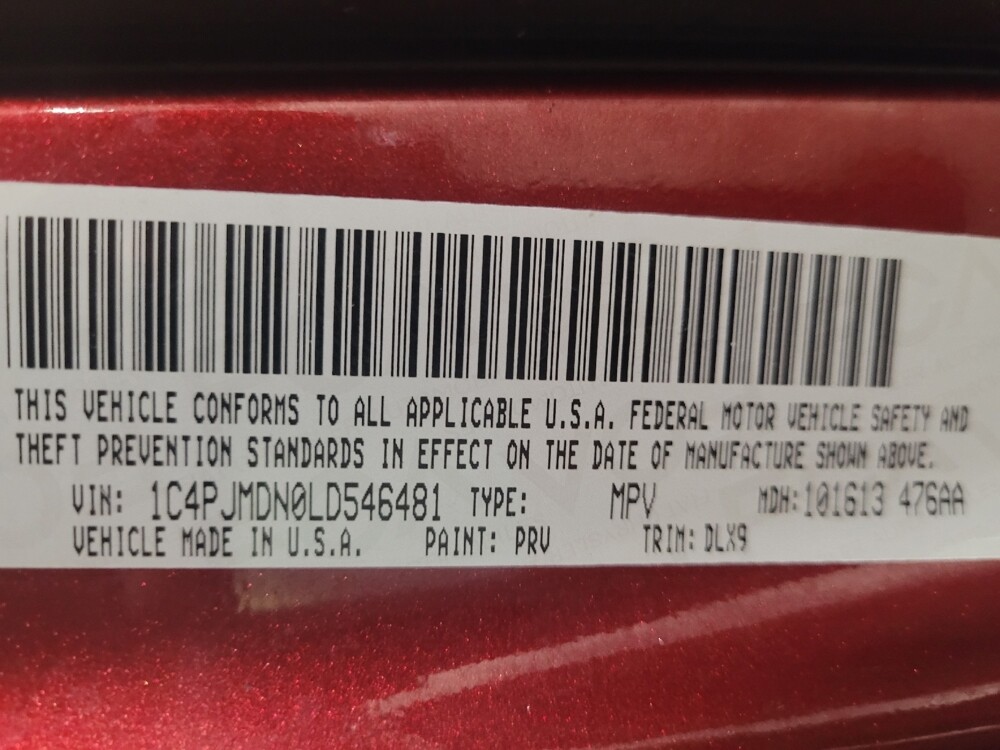 THIS VEHICLE CONFORMS TO ALL APPLICABLE U.S.A. FEDERAL MOTOR VEHICLE SAFETY AND
THEFT PREVENTION STANDARDS IN EFFECT ON THE DATE OF MANUFACTURE SHOWN ABOVE.
VIN: 1C4PJMDN0LD546481 TYPE: MPV MDH:101613 476AA
VEHICLE MADE IN U.S.A. PAINT: PRV TRIM: DLX9